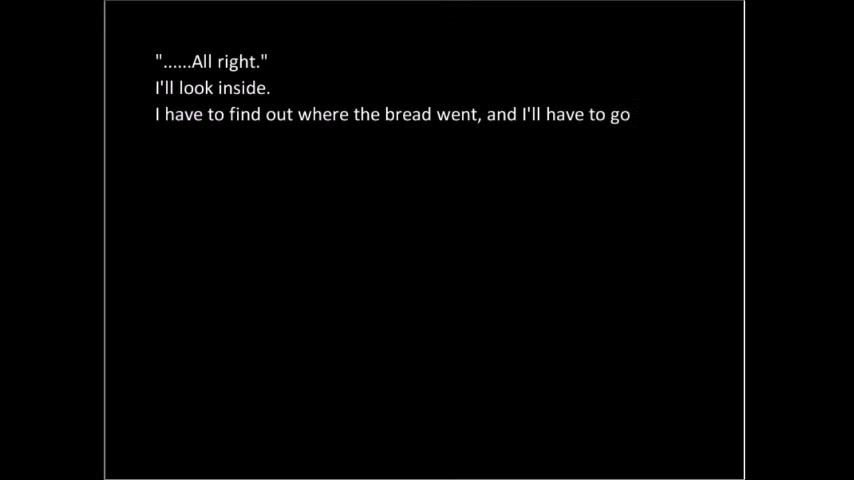 "......All right."
I'll look inside.
I have to find out where the bread went, and I'll have to go